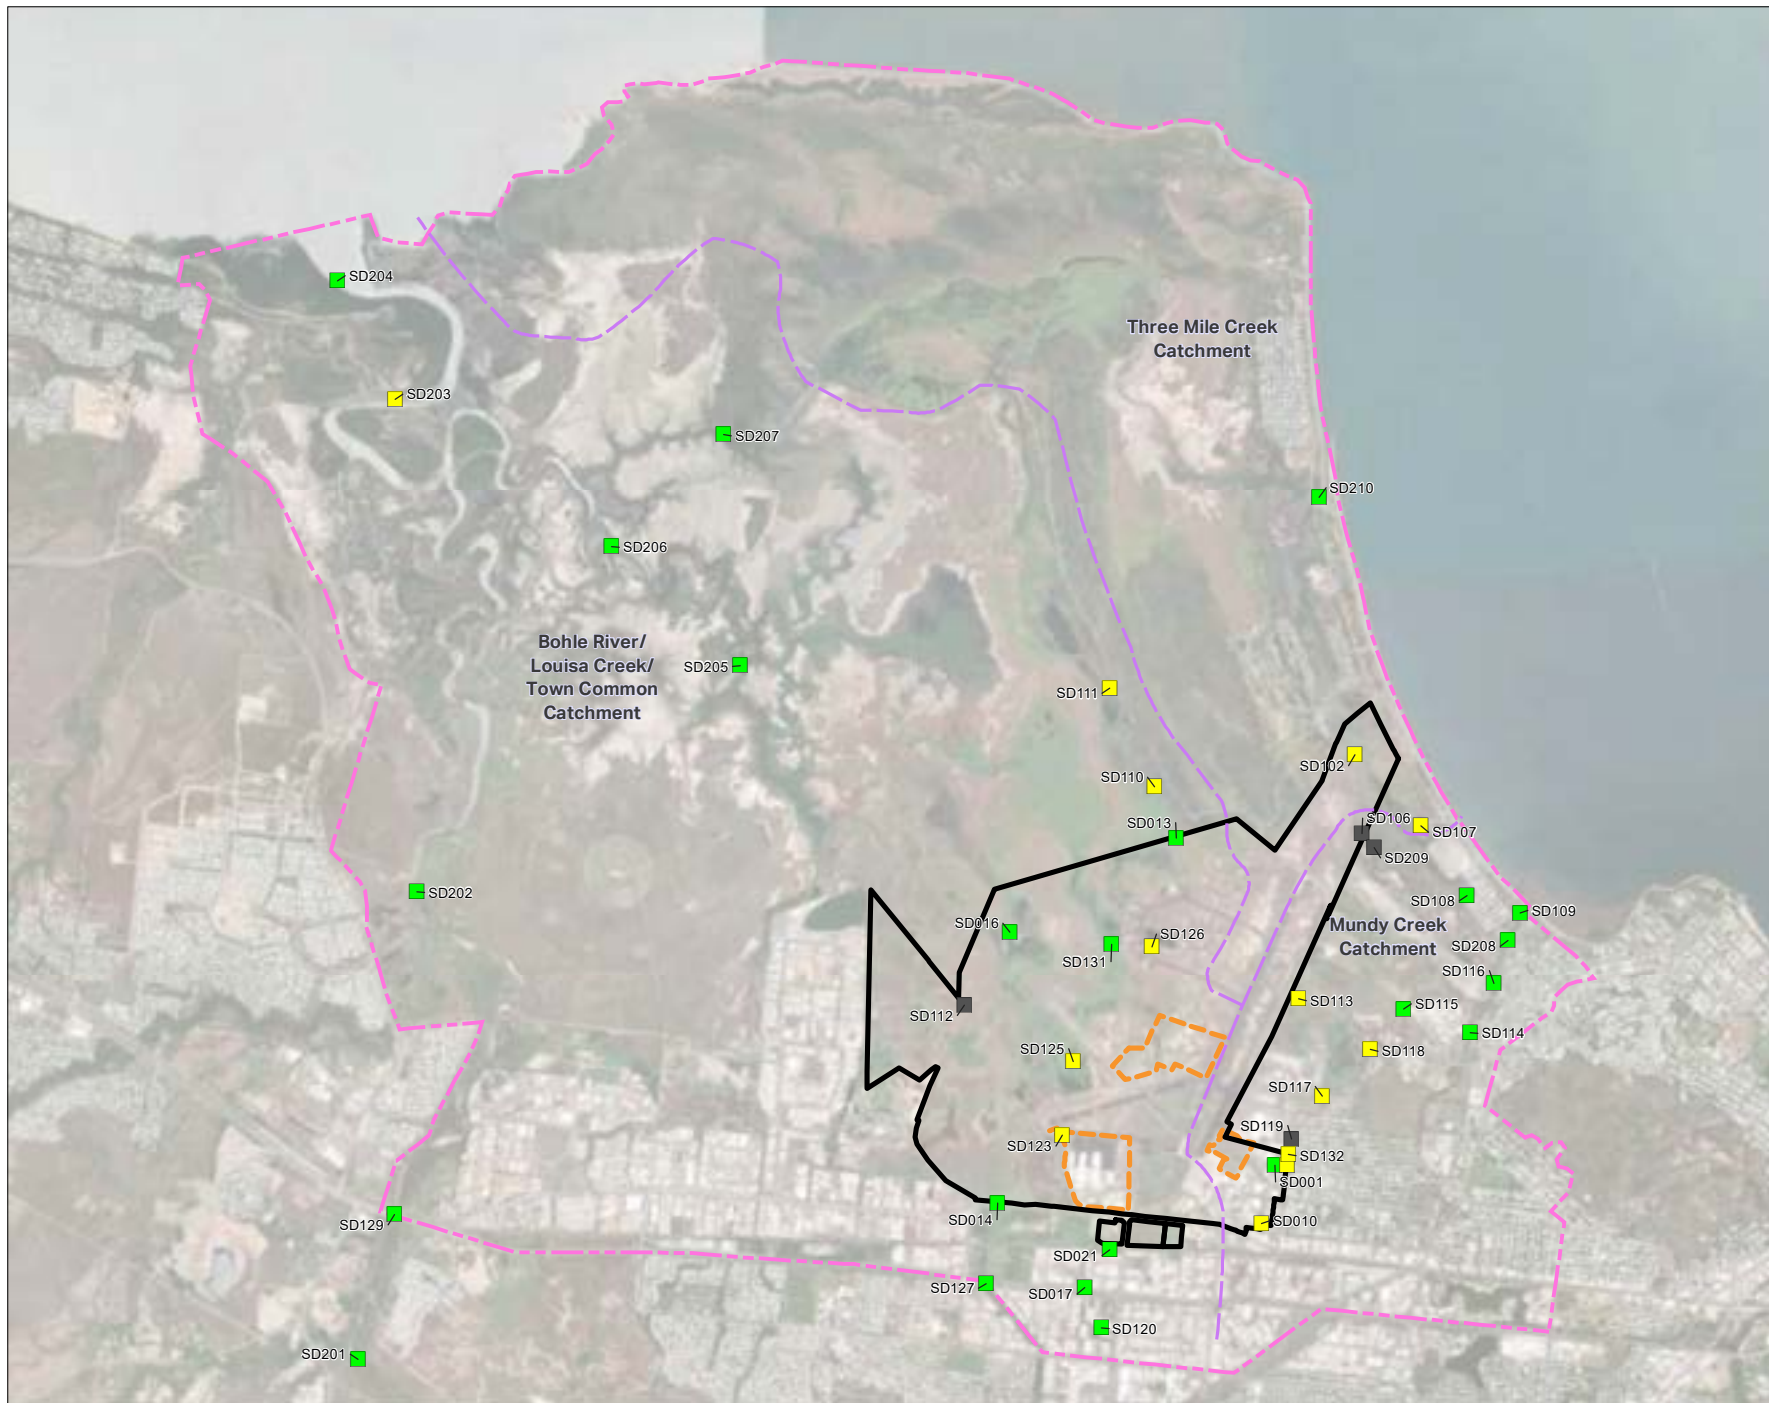 SD204
Three Mile Creek
Catchment
SD203
SD207
SD210
SD206
Bohle River/
Louisa Creek/
Town Common
Catchment
SD205
SD111
SD102
SD110
SD013
SD106
SD107
SD209
SD202
SD108
SD109
SD016
Mundy Creek
Catchment
SD126
SD208
SD131
SD116
SD113
SD115
SD112
SD114
SD125
SD118
SD117
SD119
SD123
SD132
SD001
SD129
SD014
SD010
SD021
SD127
SD017
SD120
SD201